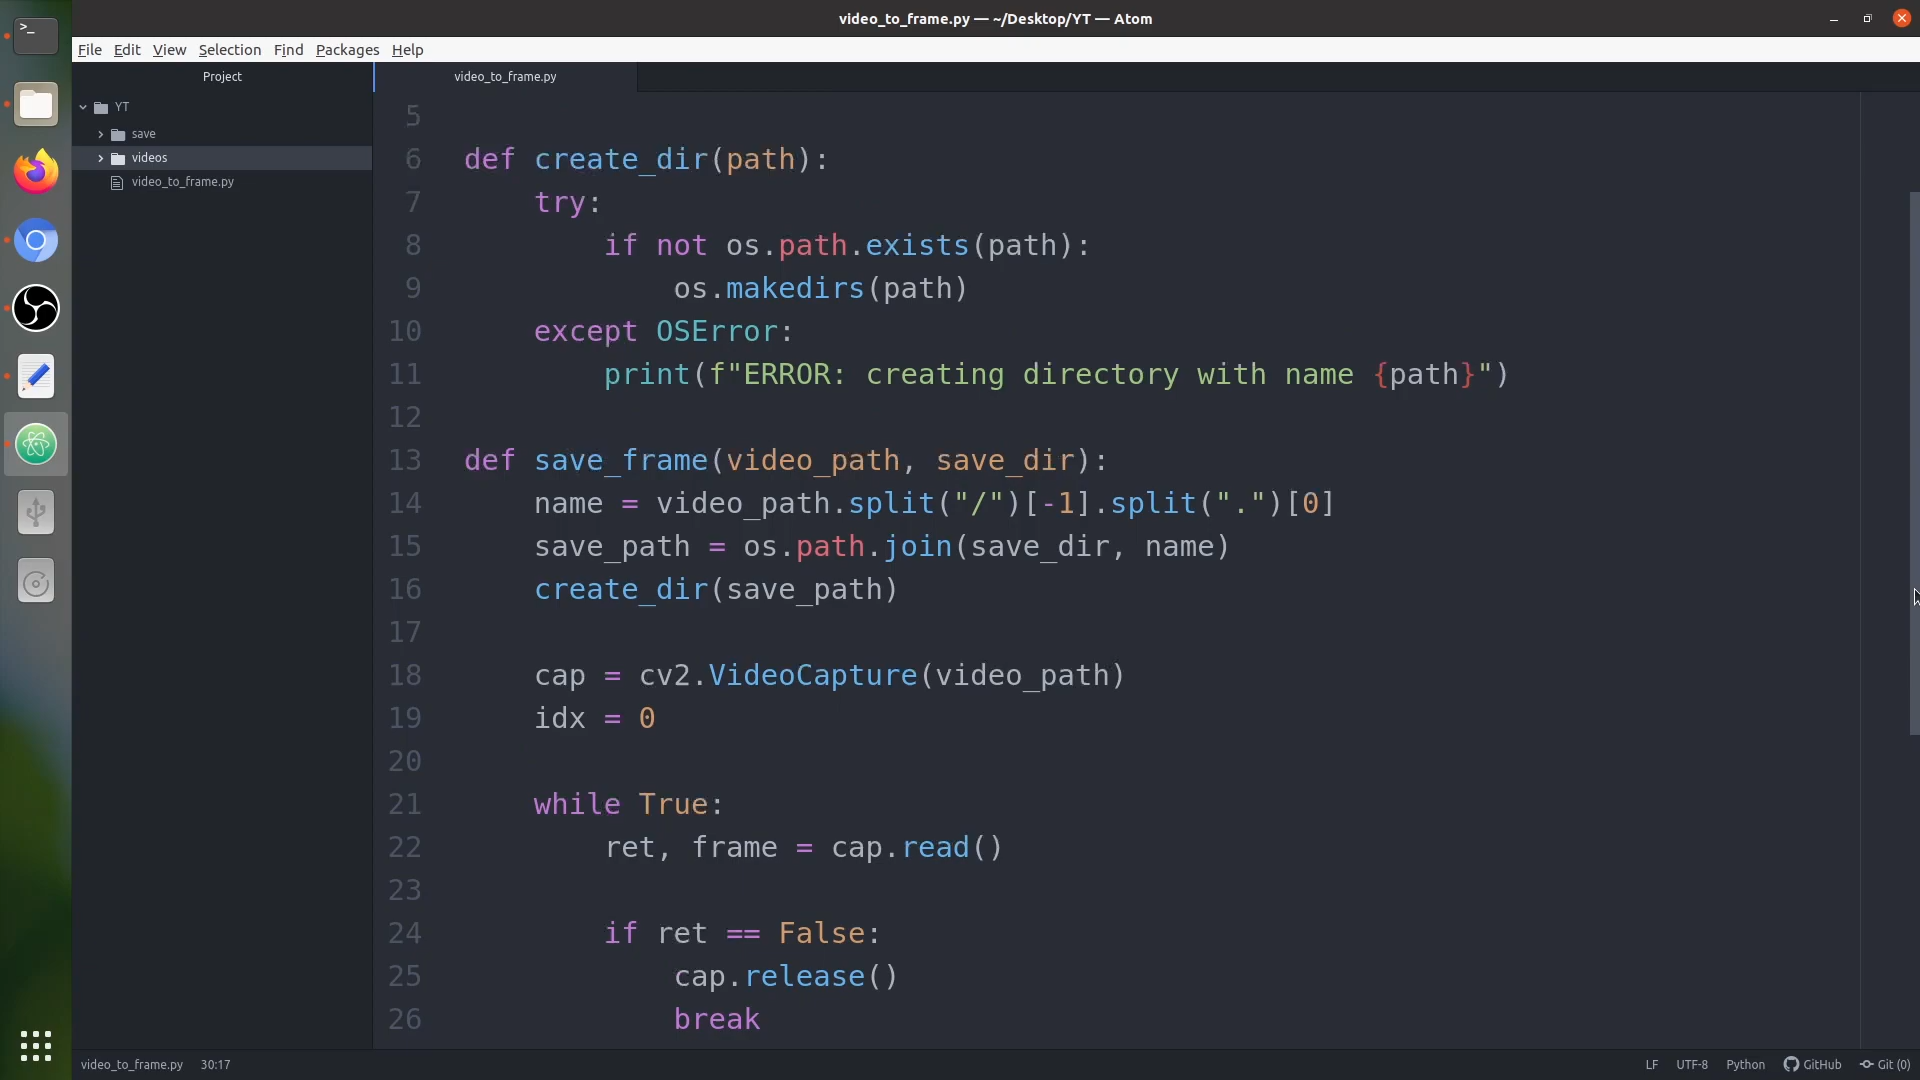 video_to_frame.py — ~/Desktop/YT — Atom
File Edit View Selection Find Packages Help
Project
video_to_frame.py
YT
save
videos
video_to_frame.py
5
6 def create_dir(path):
7 try:
8 if not os.path.exists(path):
9 os.makedirs(path)
10 except OSError:
11 print(f"ERROR: creating directory with name {path}")
12
13 def save_frame(video_path, save_dir):
14 name = video_path.split("/")[-1].split(".")[0]
15 save_path = os.path.join(save_dir, name)
16 create_dir(save_path)
17
18 cap = cv2.VideoCapture(video_path)
19 idx = 0
20
21 while True:
22 ret, frame = cap.read()
23
24 if ret == False:
25 cap.release()
26 break
video_to_frame.py 30:17
LF UTF-8 Python GitHub Git (0)